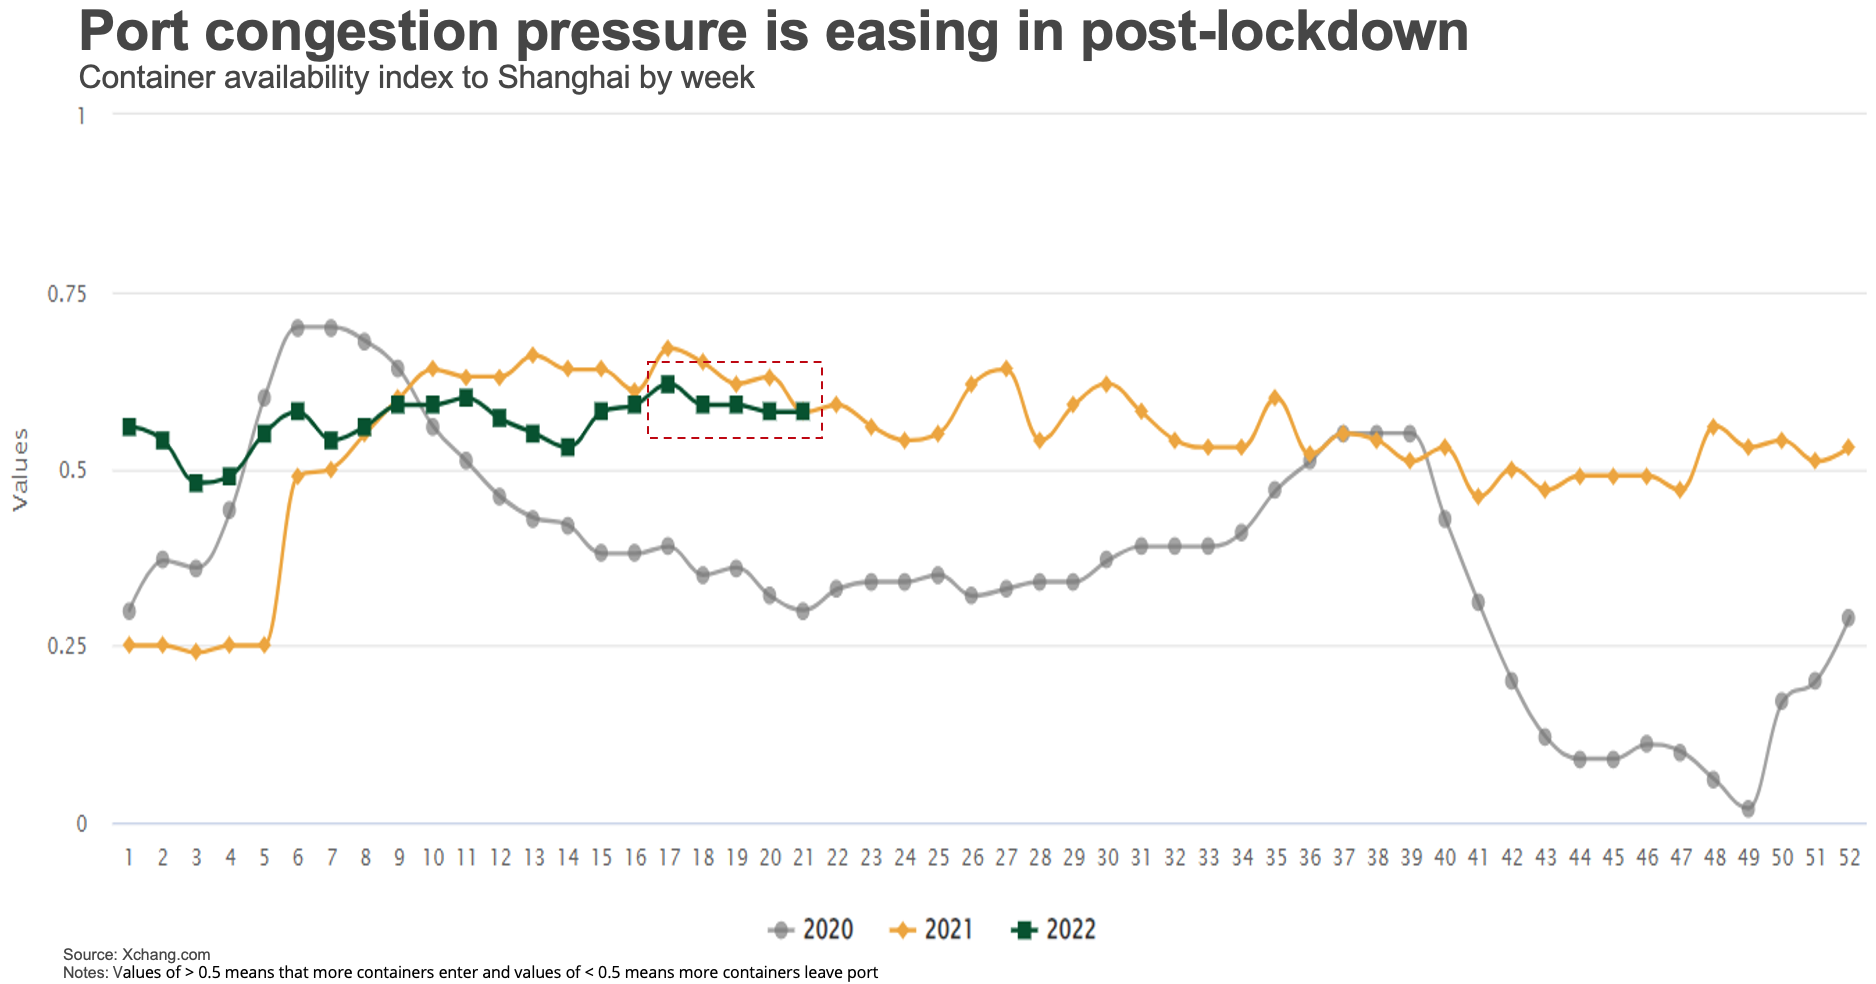 Port congestion pressure is easing in post-lockdown
Container availability index to Shanghai by week
1
0.75
0.5
0.25
0
Values
1 2 3 4 5 6 7 8 9 10 11 12 13 14 15 16 17 18 19 20 21 22 23 24 25 26 27 28 29 30 31 32 33 34 35 36 37 38 39 40 41 42 43 44 45 46 47 48 49 50 51 52
2020 2021 2022
Source: Xchang.com
Notes: Values of > 0.5 means that more containers enter and values of < 0.5 means more containers leave port